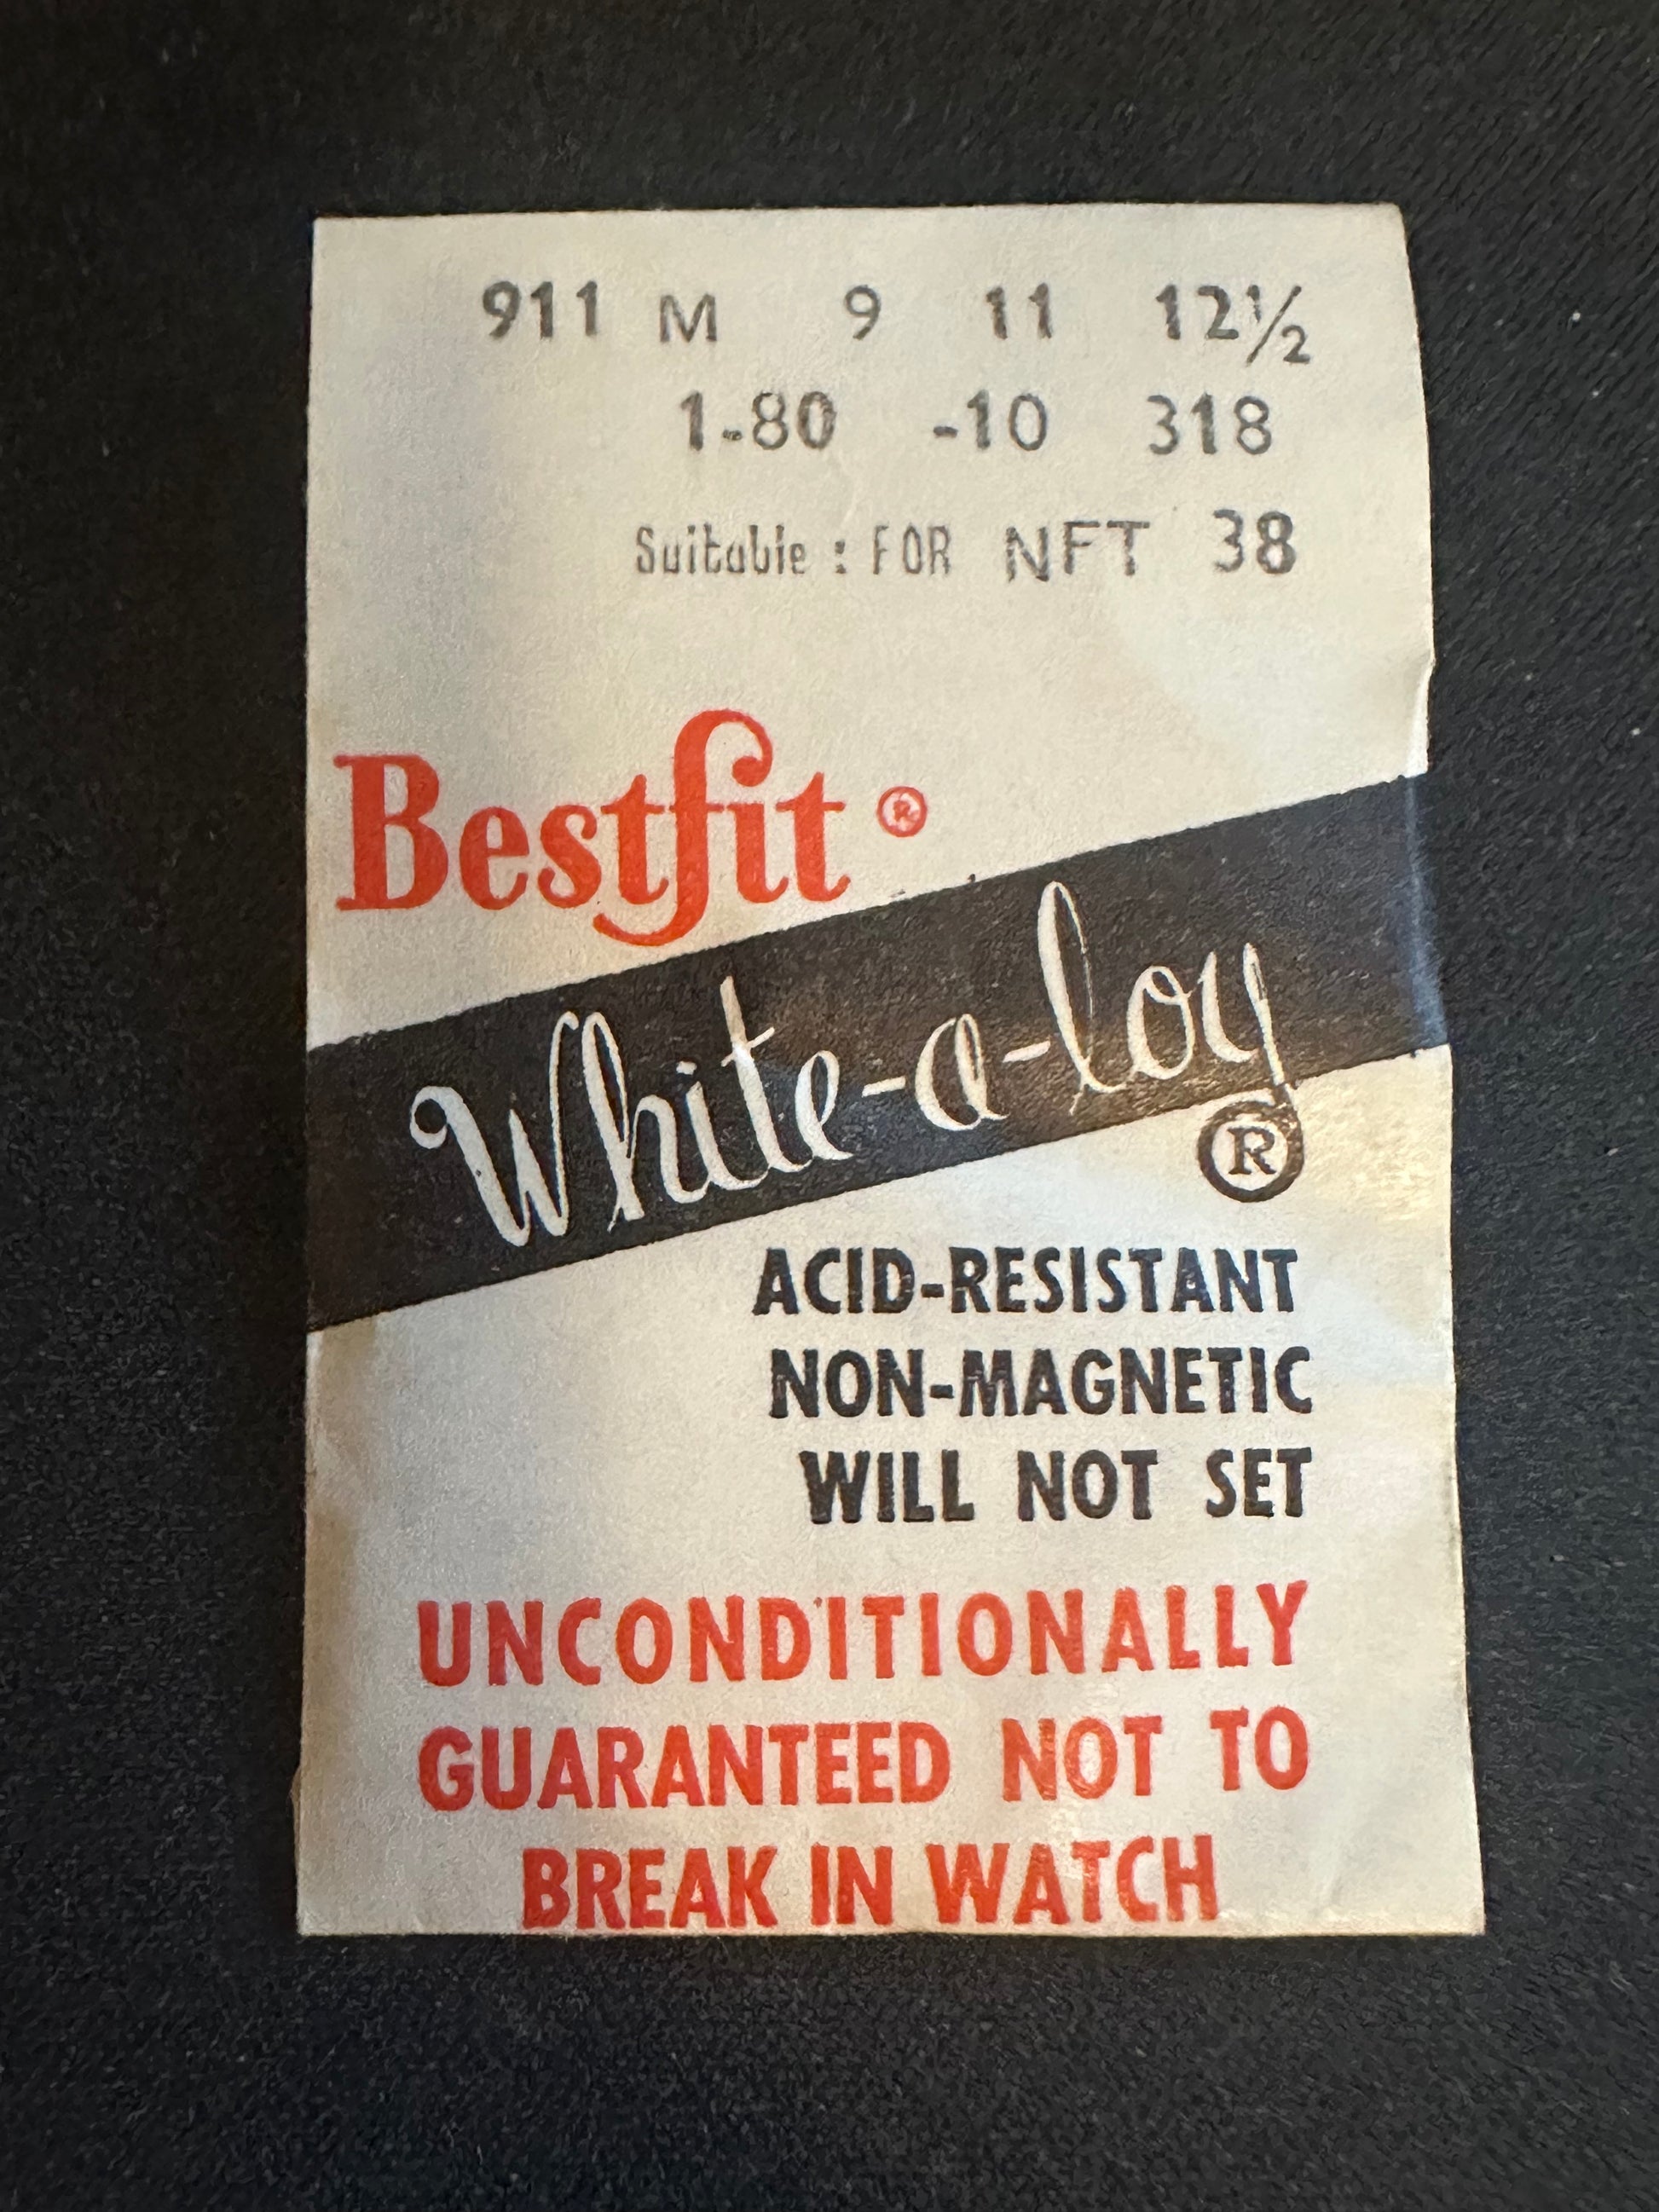 911 M 9 11 12½
1-80 -10 318
Suitable : FOR NFT 38
Bestfit ®
White-a-loy
®
ACID-RESISTANT
NON-MAGNETIC
WILL NOT SET
UNCONDITIONALLY
GUARANTEED NOT TO
BREAK IN WATCH